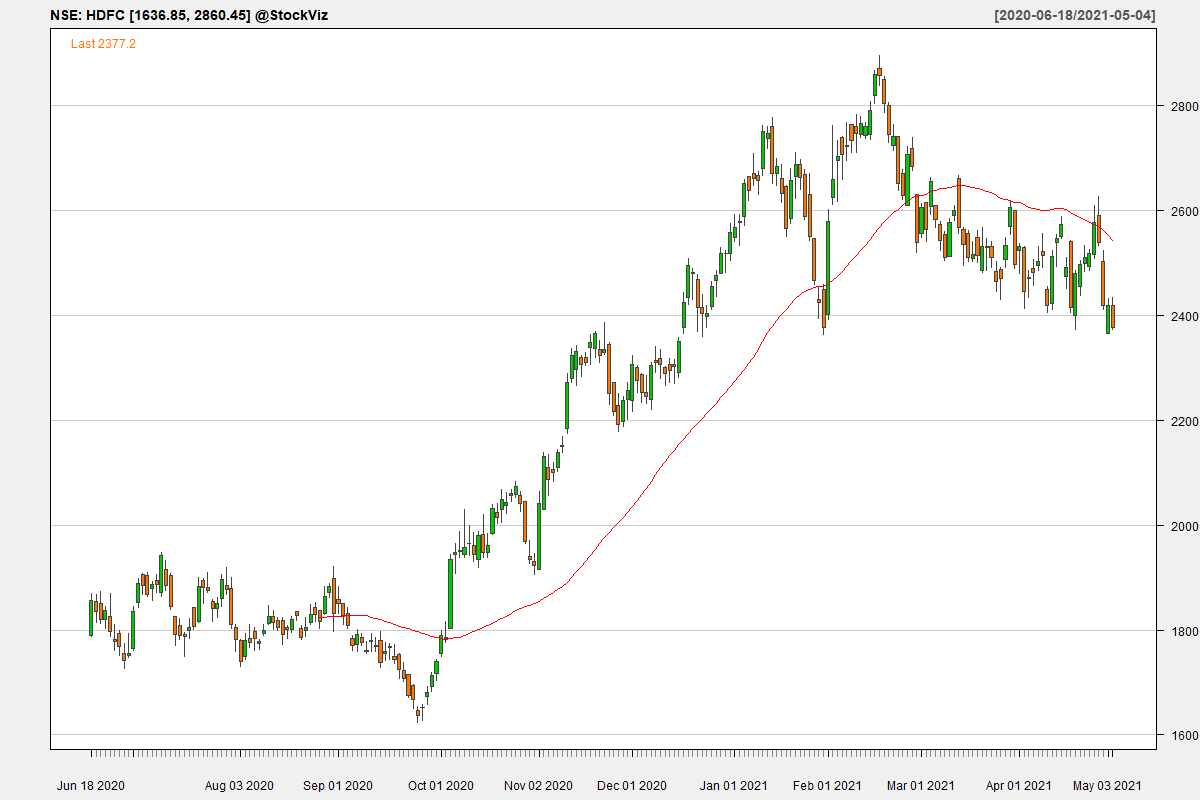 NSE: HDFC [1636.85, 2860.45] @StockViz [2020-06-18/2021-05-04]
Last 2377.2
2800
2600
2400
2200
2000
1800
1600
Jun 18 2020 Aug 03 2020 Sep 01 2020 Oct 01 2020 Nov 02 2020 Dec 01 2020 Jan 01 2021 Feb 01 2021 Mar 01 2021 Apr 01 2021 May 03 2021